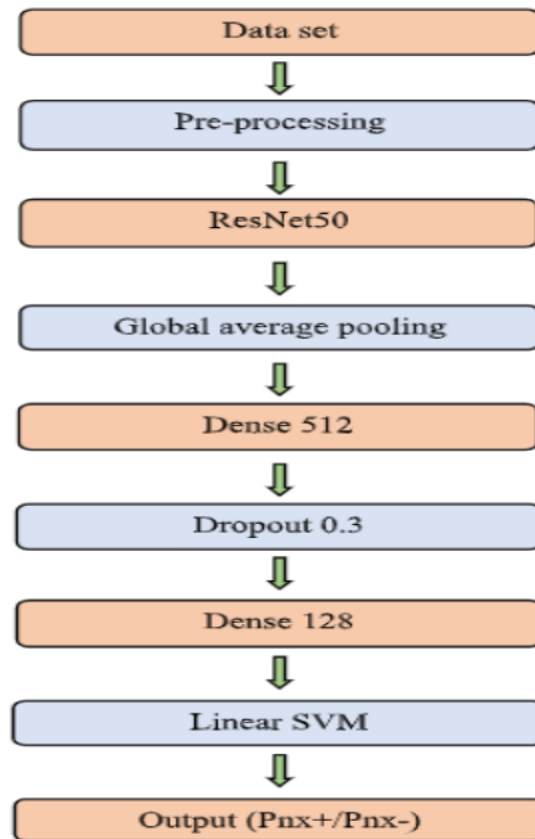 Data set
Pre-processing
ResNet50
Global average pooling
Dense 512
Dropout 0.3
Dense 128
Linear SVM
Output (Pnx+/Pnx-)